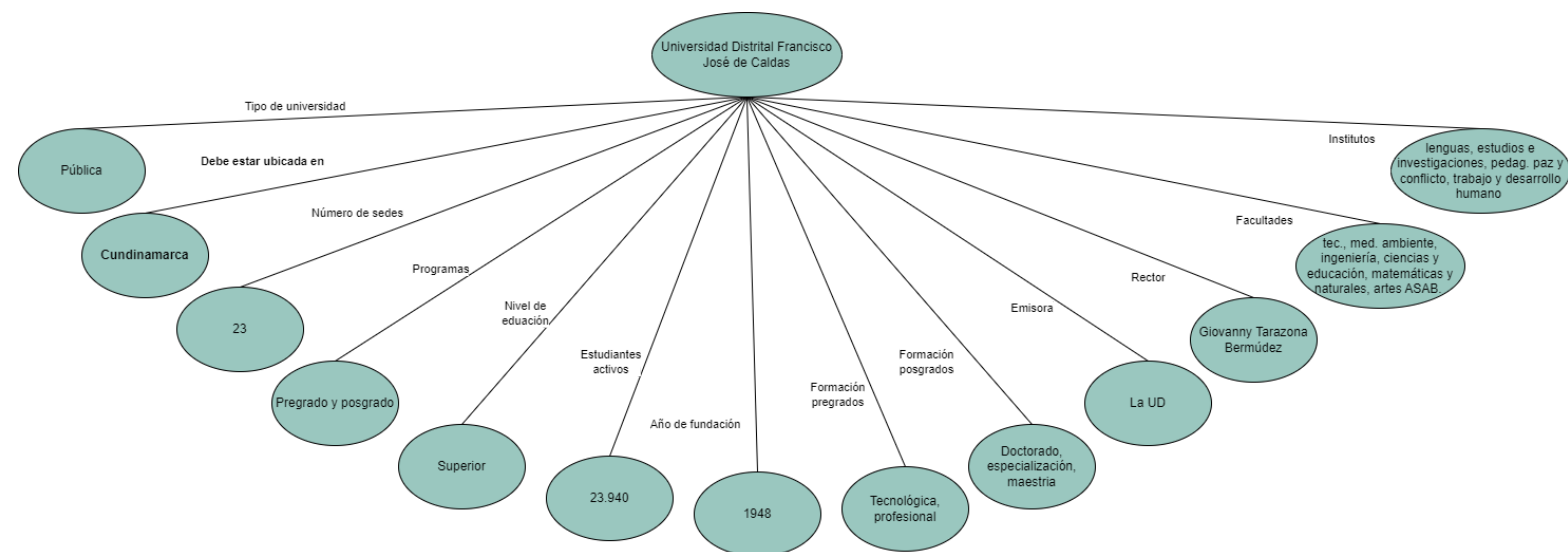 Universidad Distrital Francisco
José de Caldas
Tipo de universidad
Pública
Debe estar ubicada en
Cundinamarca
Número de sedes
23
Programas
Pregrado y posgrado
Nivel de
eduación
Superior
Estudiantes
activos
23.940
Año de fundación
1948
Formación
pregrados
Tecnológica,
profesional
Formación
posgrados
Doctorado,
especialización,
maestria
Emisora
La UD
Rector
Giovanny Tarazona
Bermúdez
Facultades
tec., med. ambiente,
ingeniería, ciencias y
educación, matemáticas y
naturales, artes ASAB.
Institutos
lenguas, estudios e
investigaciones, pedag. paz y
conflicto, trabajo y desarrollo
humano